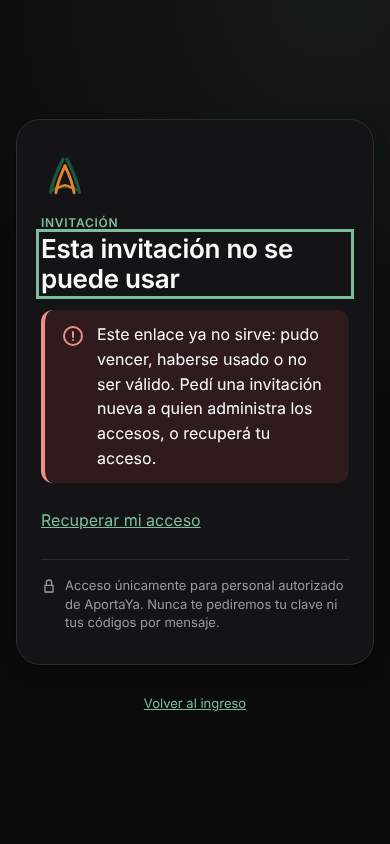 INVITACIÓN
Esta invitación no se
puede usar
Este enlace ya no sirve: pudo
vencer, haberse usado o no
ser válido. Pedí una invitación
nueva a quien administra los
accesos, o recuperá tu
acceso.
Recuperar mi acceso
Acceso únicamente para personal autorizado
de AportaYa. Nunca te pediremos tu clave ni
tus códigos por mensaje.
Volver al ingreso